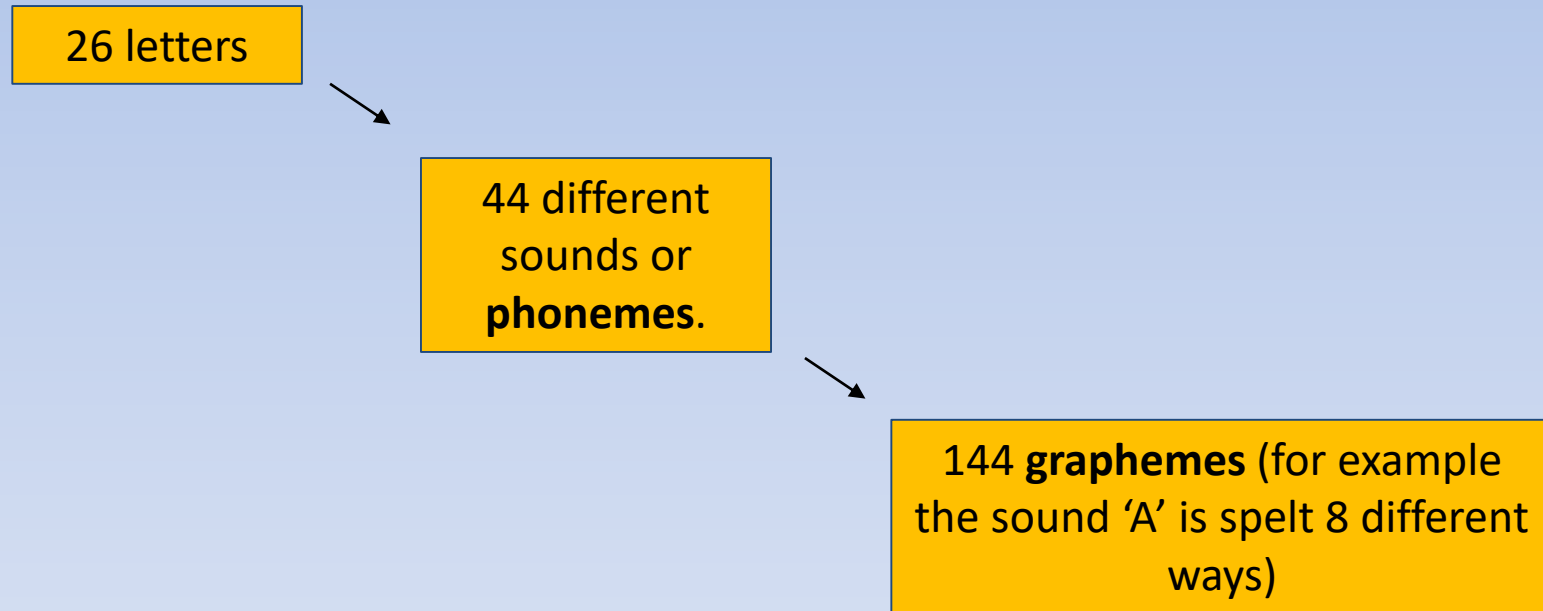 26 letters
44 different
sounds or
phonemes.
144 graphemes (for example
the sound ‘A’ is spelt 8 different
ways)